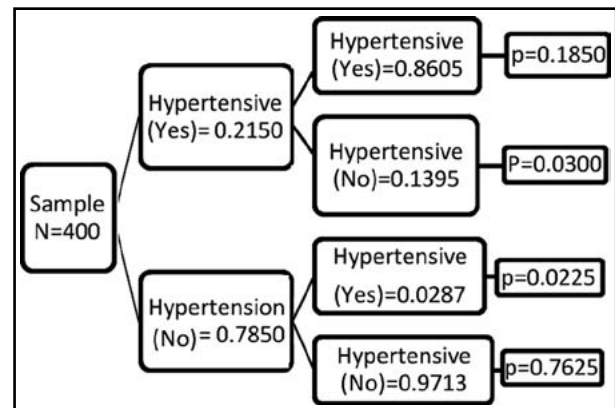 Sample
N=400
Hypertensive
(Yes)= 0.2150
Hypertensive
(Yes)=0.8605
p=0.1850
Hypertensive
(No)=0.1395
P=0.0300
Hypertension
(No)= 0.7850
Hypertensive
(Yes)=0.0287
p=0.0225
Hypertensive
(No)=0.9713
p=0.7625